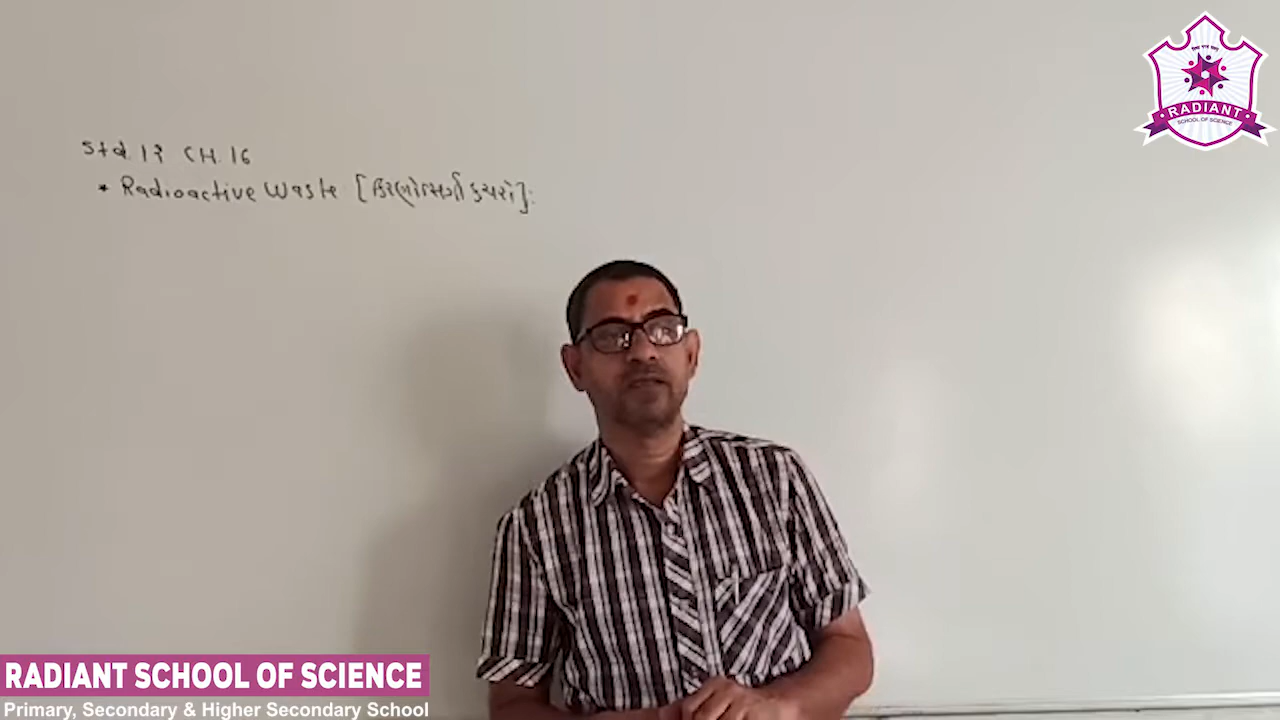 Std. 12 CH. 16
* Radioactive Waste [કિરણોત્સર્ગી કચરો]:
RADIANT
SCHOOL OF SCIENCE
RADIANT SCHOOL OF SCIENCE
Primary, Secondary & Higher Secondary School